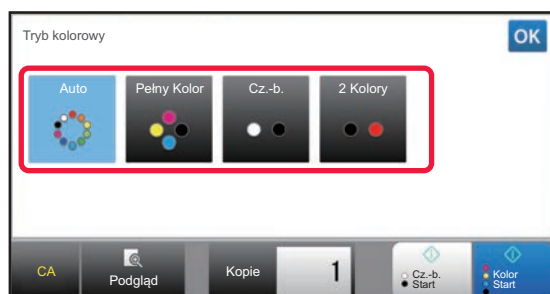 Tryb kolorowy
OK
Auto
Pełny Kolor
Cz.-b.
2 Kolory
CA
Podgląd
Kopie
1
Cz.-b.
Start
Kolor
Start